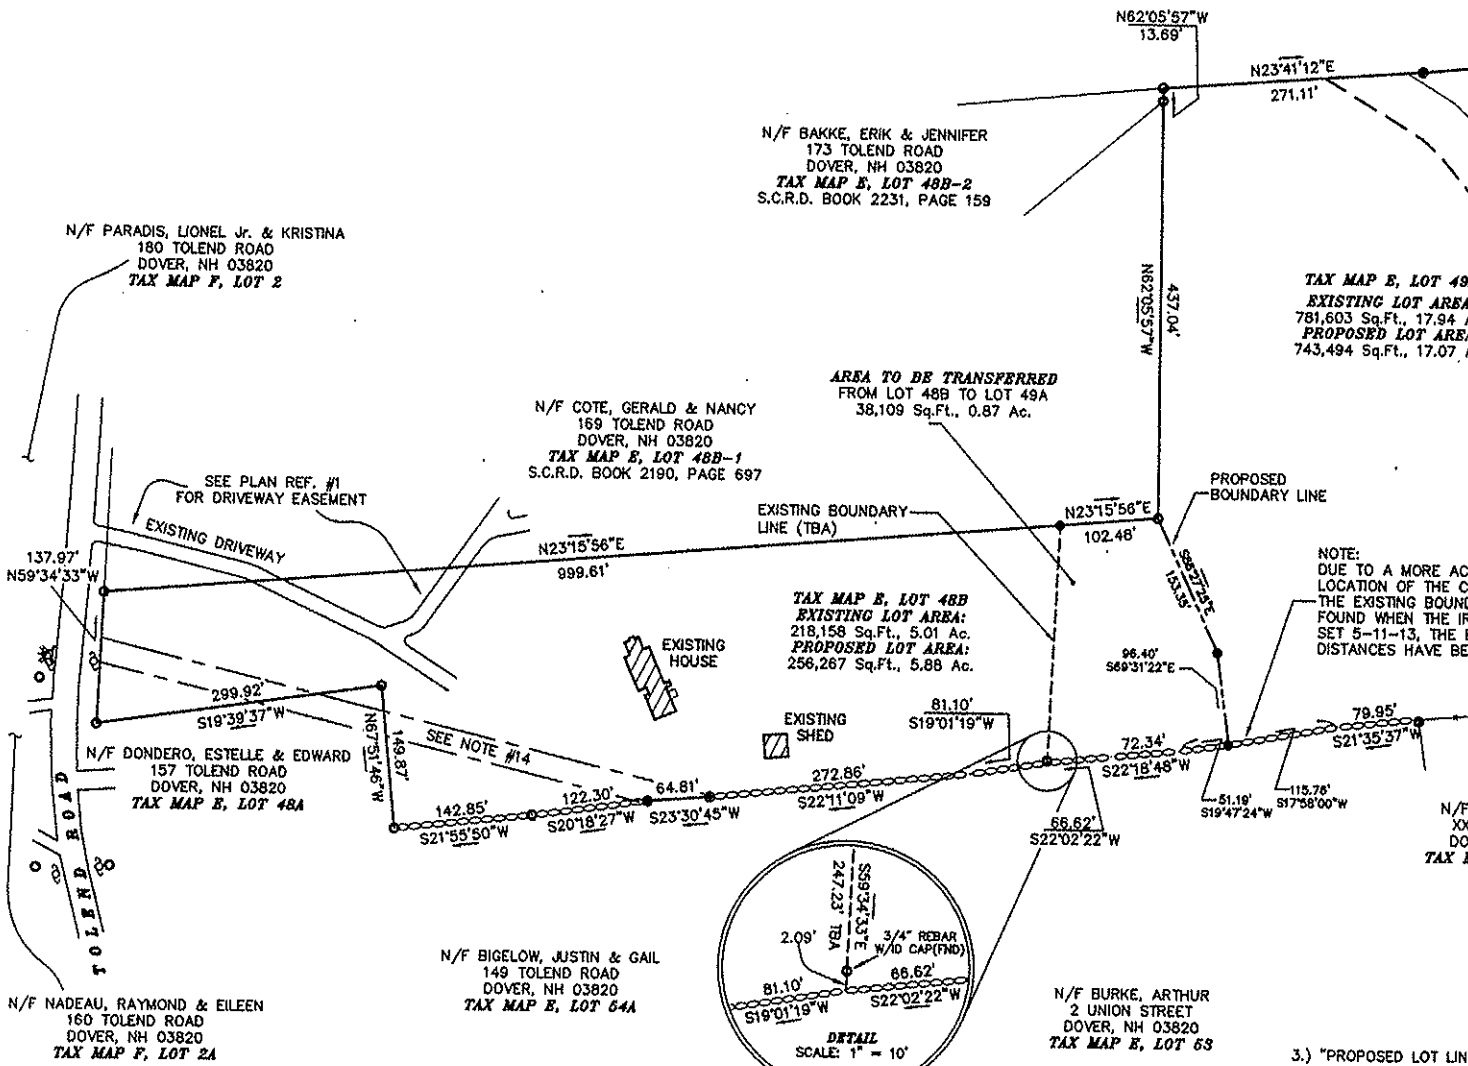 N62°05'57"W
13.69'
N23°41'12"E
271.11'
N/F BAKKE, ERIK & JENNIFER
173 TOLEND ROAD
DOVER, NH 03820
TAX MAP E, LOT 48B-2
S.C.R.D. BOOK 2231, PAGE 159
N/F PARADIS, LIONEL Jr. & KRISTINA
180 TOLEND ROAD
DOVER, NH 03820
TAX MAP F, LOT 2
N62°05'57"W
437.04'
TAX MAP E, LOT 49
EXISTING LOT AREA
781,603 Sq.Ft., 17.94 A
PROPOSED LOT AREA
743,494 Sq.Ft., 17.07 A
AREA TO BE TRANSFERRED
FROM LOT 48B TO LOT 49A
38,109 Sq.Ft., 0.87 Ac.
N/F COTE, GERALD & NANCY
169 TOLEND ROAD
DOVER, NH 03820
TAX MAP E, LOT 48B-1
S.C.R.D. BOOK 2190, PAGE 697
SEE PLAN REF. #1
FOR DRIVEWAY EASEMENT
EXISTING DRIVEWAY
PROPOSED
BOUNDARY LINE
EXISTING BOUNDARY
LINE (TBA)
N23°15'56"E
102.48'
N23°15'56"E
999.61'
137.97'
N59°34'33"W
S68°27'28"E
153.35'
NOTE:
DUE TO A MORE AC
LOCATION OF THE C
THE EXISTING BOUND
FOUND WHEN THE IR
SET 5-11-13, THE B
DISTANCES HAVE BE
TAX MAP E, LOT 48B
EXISTING LOT AREA:
218,158 Sq.Ft., 5.01 Ac.
PROPOSED LOT AREA:
256,267 Sq.Ft., 5.88 Ac.
EXISTING
HOUSE
96.40'
S69°31'22"E
299.92'
S19°39'37"W
N67°51'46"W
149.87'
SEE NOTE #14
EXISTING
SHED
81.10'
S19°01'19"W
79.95'
S21°35'37"W
72.34'
S22°18'48"W
N/F DONDERO, ESTELLE & EDWARD
157 TOLEND ROAD
DOVER, NH 03820
TAX MAP E, LOT 48A
64.81'
S23°30'45"W
272.86'
S22°11'09"W
122.30'
S20°18'27"W
142.85'
S21°55'50"W
115.76'
S17°58'00"W
51.19'
S19°47'24"W
66.62'
S22°02'22"W
N/F
XX
DO
TAX
TOLEND ROAD
S59°34'33"E
247.23' TBA
2.09'
3/4" REBAR
W/ID CAP(FND)
81.10'
S19°01'19"W
66.62'
S22°02'22"W
DETAIL
SCALE: 1" = 10'
N/F BIGELOW, JUSTIN & GAIL
149 TOLEND ROAD
DOVER, NH 03820
TAX MAP E, LOT 54A
N/F NADEAU, RAYMOND & EILEEN
160 TOLEND ROAD
DOVER, NH 03820
TAX MAP F, LOT 2A
N/F BURKE, ARTHUR
2 UNION STREET
DOVER, NH 03820
TAX MAP E, LOT 53
3.) "PROPOSED LOT LIN